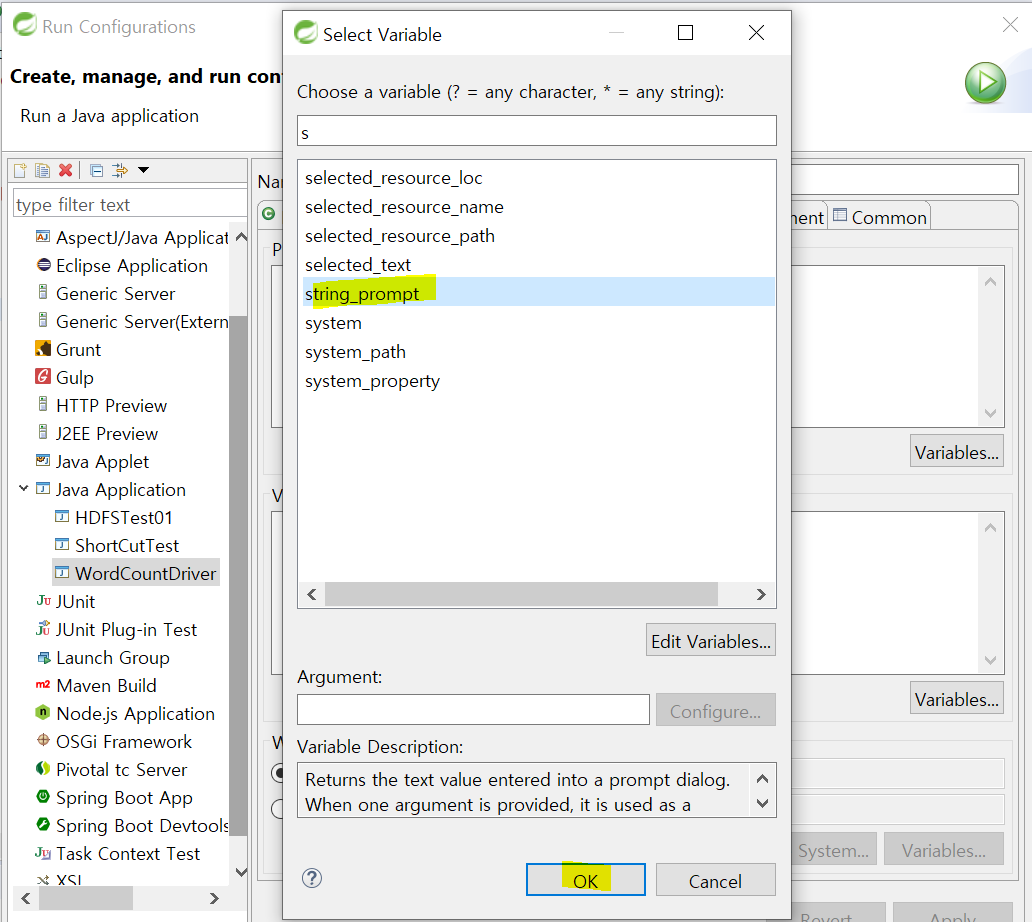 Run Configurations
Create, manage, and run con
Run a Java application
type filter text
AspectJ/Java Applicat
Eclipse Application
Generic Server
Generic Server(Extern
Grunt
Gulp
HTTP Preview
J2EE Preview
Java Applet
Java Application
HDFSTest01
ShortCutTest
WordCountDriver
JUnit
JUnit Plug-in Test
Launch Group
Maven Build
Node.js Application
OSGi Framework
Pivotal tc Server
Spring Boot App
Spring Boot Devtools
Task Context Test
XSL
Nar
P
V
W
Select Variable
Choose a variable (? = any character, * = any string):
s
selected_resource_loc
selected_resource_name
selected_resource_path
selected_text
string_prompt
system
system_path
system_property
Edit Variables...
Argument:
Configure...
Variable Description:
Returns the text value entered into a prompt dialog.
When one argument is provided, it is used as a
OK
Cancel
ment
Common
Variables...
Variables...
System...
Variables...
Revert
Apply